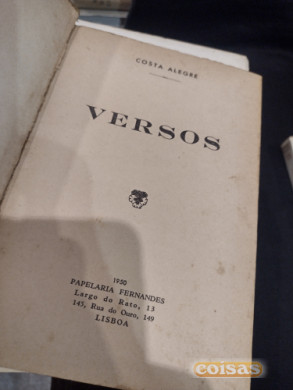 COSTA ALEGRE
VERSOS
1950
PAPELARIA FERNANDES
Largo do Rato, 13
145, Rua do Ouro, 149
LISBOA
coisas